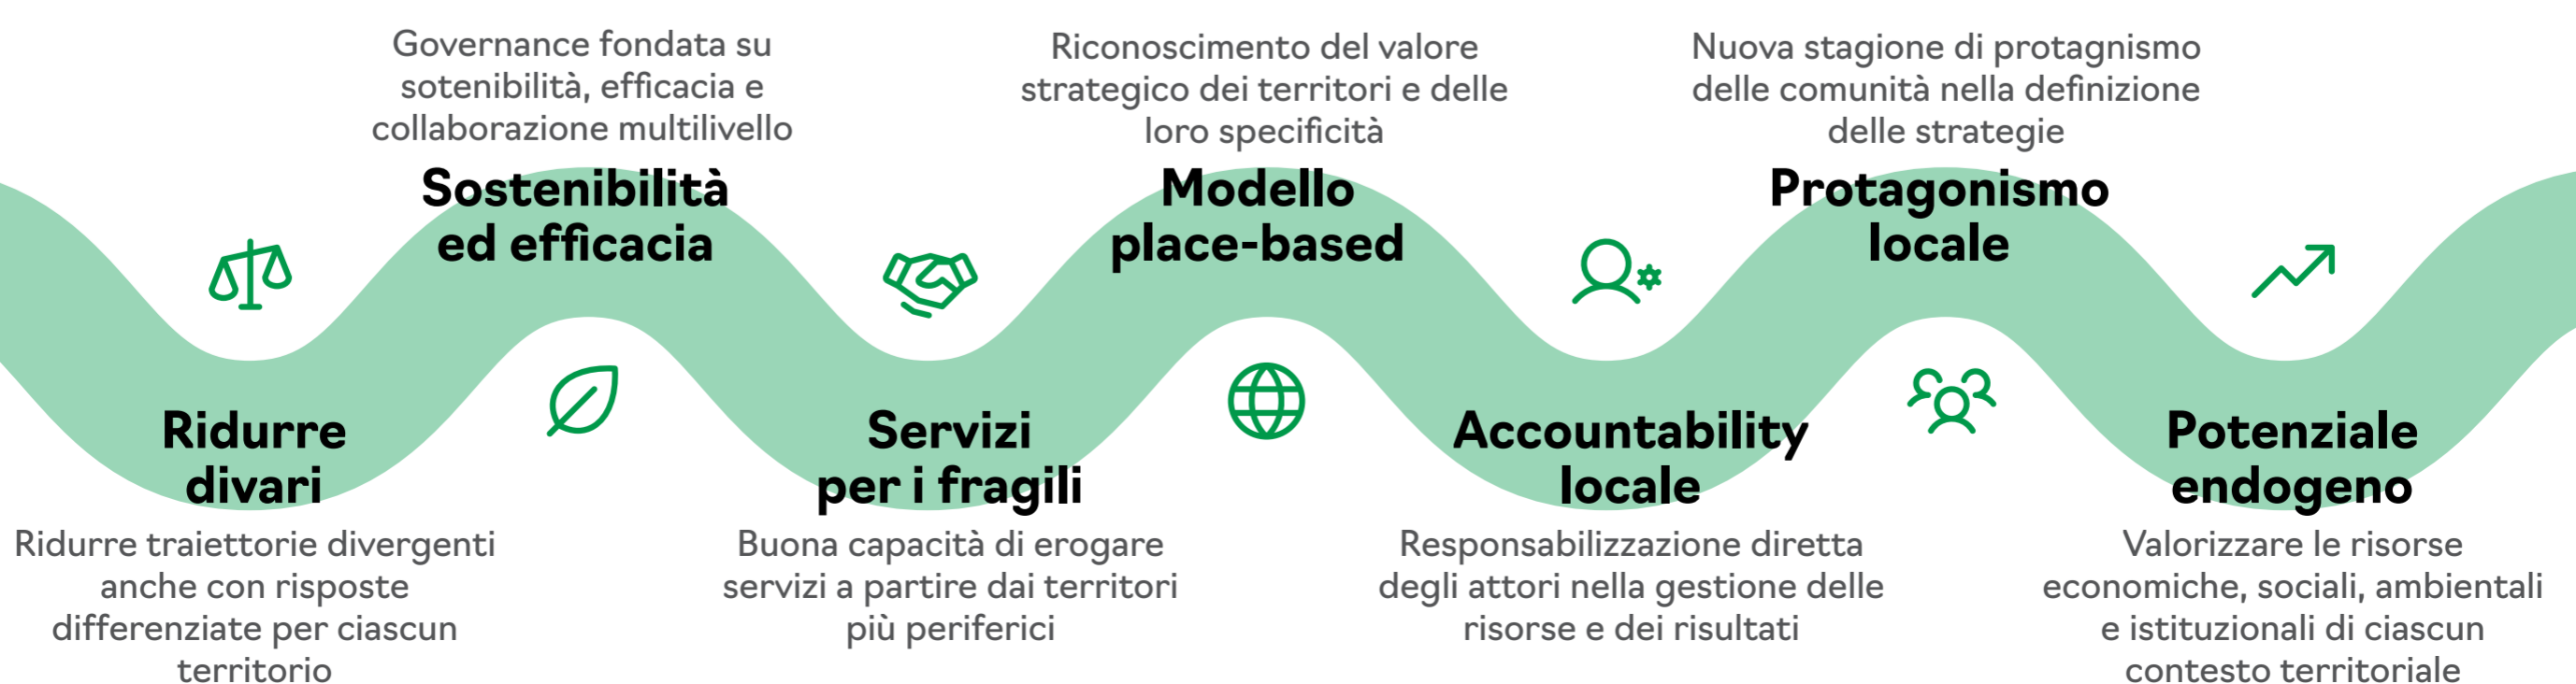 Ridurre
divari
Ridurre traiettorie divergenti
anche con risposte
differenziate per ciascun
territorio
Governance fondata su
sotenibilità, efficacia e
collaborazione multilivello
Sostenibilità
ed efficacia
Servizi
per i fragili
Buona capacità di erogare
servizi a partire dai territori
più periferici
Riconoscimento del valore
strategico dei territori e delle
loro specificità
Modello
place-based
Accountability
locale
Responsabilizzazione diretta
degli attori nella gestione delle
risorse e dei risultati
Nuova stagione di protagnismo
delle comunità nella definizione
delle strategie
Protagonismo
locale
Potenziale
endogeno
Valorizzare le risorse
economiche, sociali, ambientali
e istituzionali di ciascun
contesto territoriale